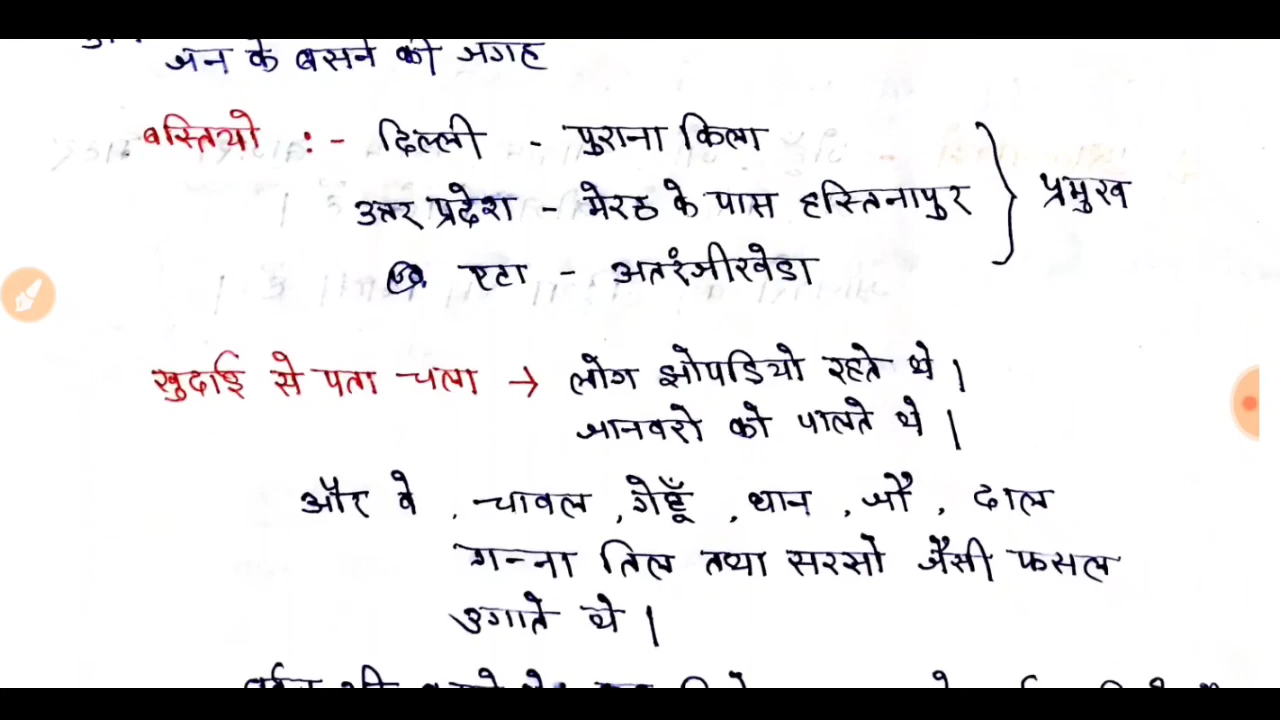 जन के बसने की जगह
बस्तियो :- दिल्ली - पुराना किला
उत्तर प्रदेश - मेरठ के पास हस्तिनापुर } प्रमुख
एटा - अतरंजीखेडा
खुदाई से पता चला → लोग झोपडियो रहते थे |
जानवरो को पालते थे |
और वे , चावल , गेहूँ , धान , जौ , दाल
गन्ना तिल तथा सरसो जैसी फसल
उगाते थे |